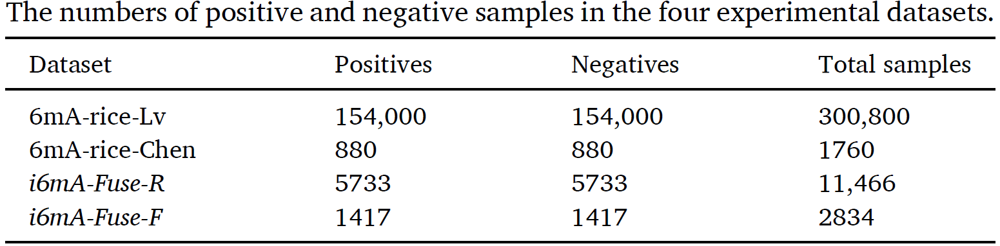 The numbers of positive and negative samples in the four experimental datasets.
Dataset Positives Negatives Total samples
6mA-rice-Lv 154,000 154,000 300,800
6mA-rice-Chen 880 880 1760
i6mA-Fuse-R 5733 5733 11,466
i6mA-Fuse-F 1417 1417 2834